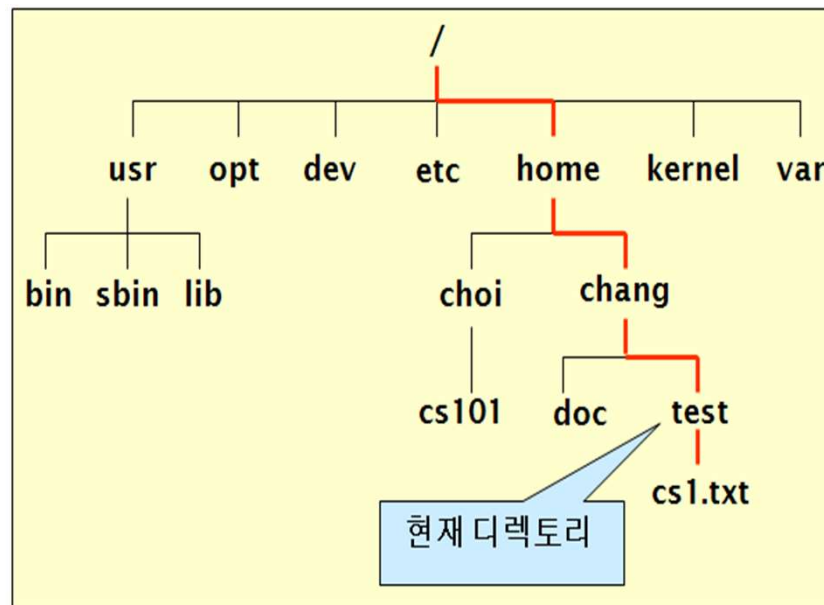 /
usr opt dev etc home kernel var
bin sbin lib choi chang
cs101 doc test
cs1.txt
현재 디렉토리